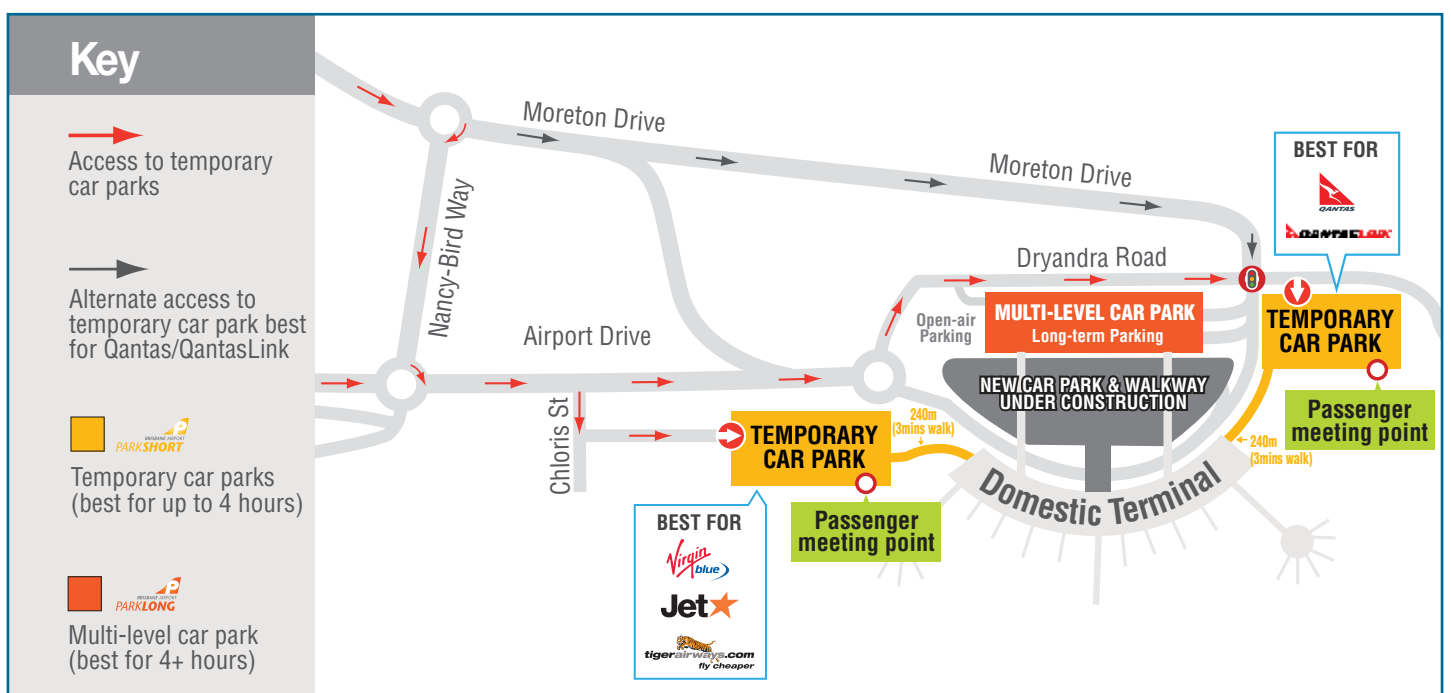 Key
Access to temporary
car parks
Alternate access to
temporary car park best
for Qantas/QantasLink
BRISBANE AIRPORT
PARKSHORT
Temporary car parks
(best for up to 4 hours)
BRISBANE AIRPORT
PARKLONG
Multi-level car park
(best for 4+ hours)
Moreton Drive
Moreton Drive
Nancy-Bird Way
Airport Drive
Chloris St
Dryandra Road
Open-air
Parking
MULTI-LEVEL CAR PARK
Long-term Parking
NEW CAR PARK & WALKWAY
UNDER CONSTRUCTION
BEST FOR
QANTAS
QANTASLINK
TEMPORARY
CAR PARK
Passenger
meeting point
240m
(3mins walk)
TEMPORARY
CAR PARK
240m
(3mins walk)
Passenger
meeting point
Domestic Terminal
BEST FOR
Virgin
blue
Jet
tigerairways.com
fly cheaper